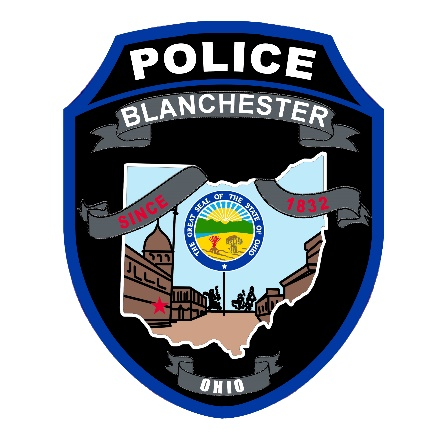 POLICE
BLANCHESTER
SINCE 1832
THE GREAT SEAL OF THE STATE OF OHIO
OHIO